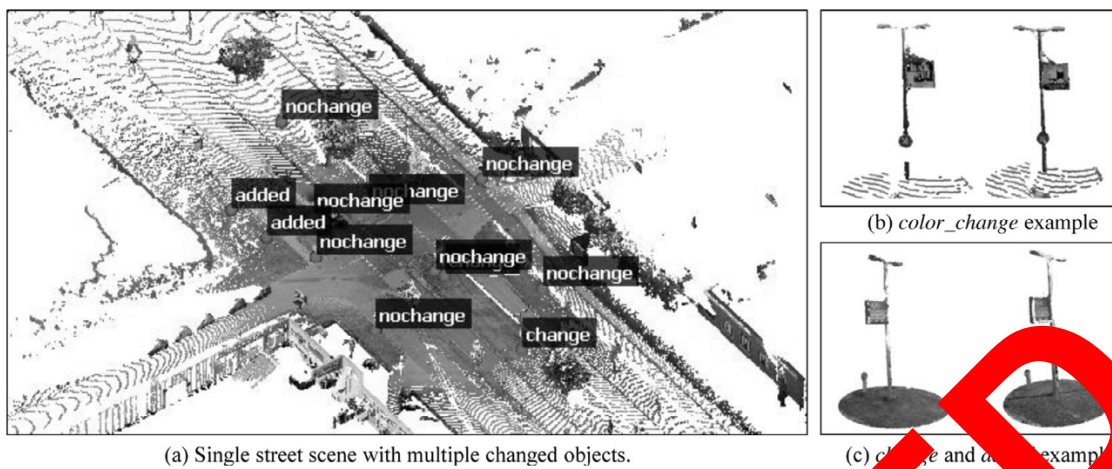 nochange
nochange
nochange
added
nochange
added
nochange
nochange
nochange
nochange
change
(a) Single street scene with multiple changed objects.
(b) color_change example
(c) and